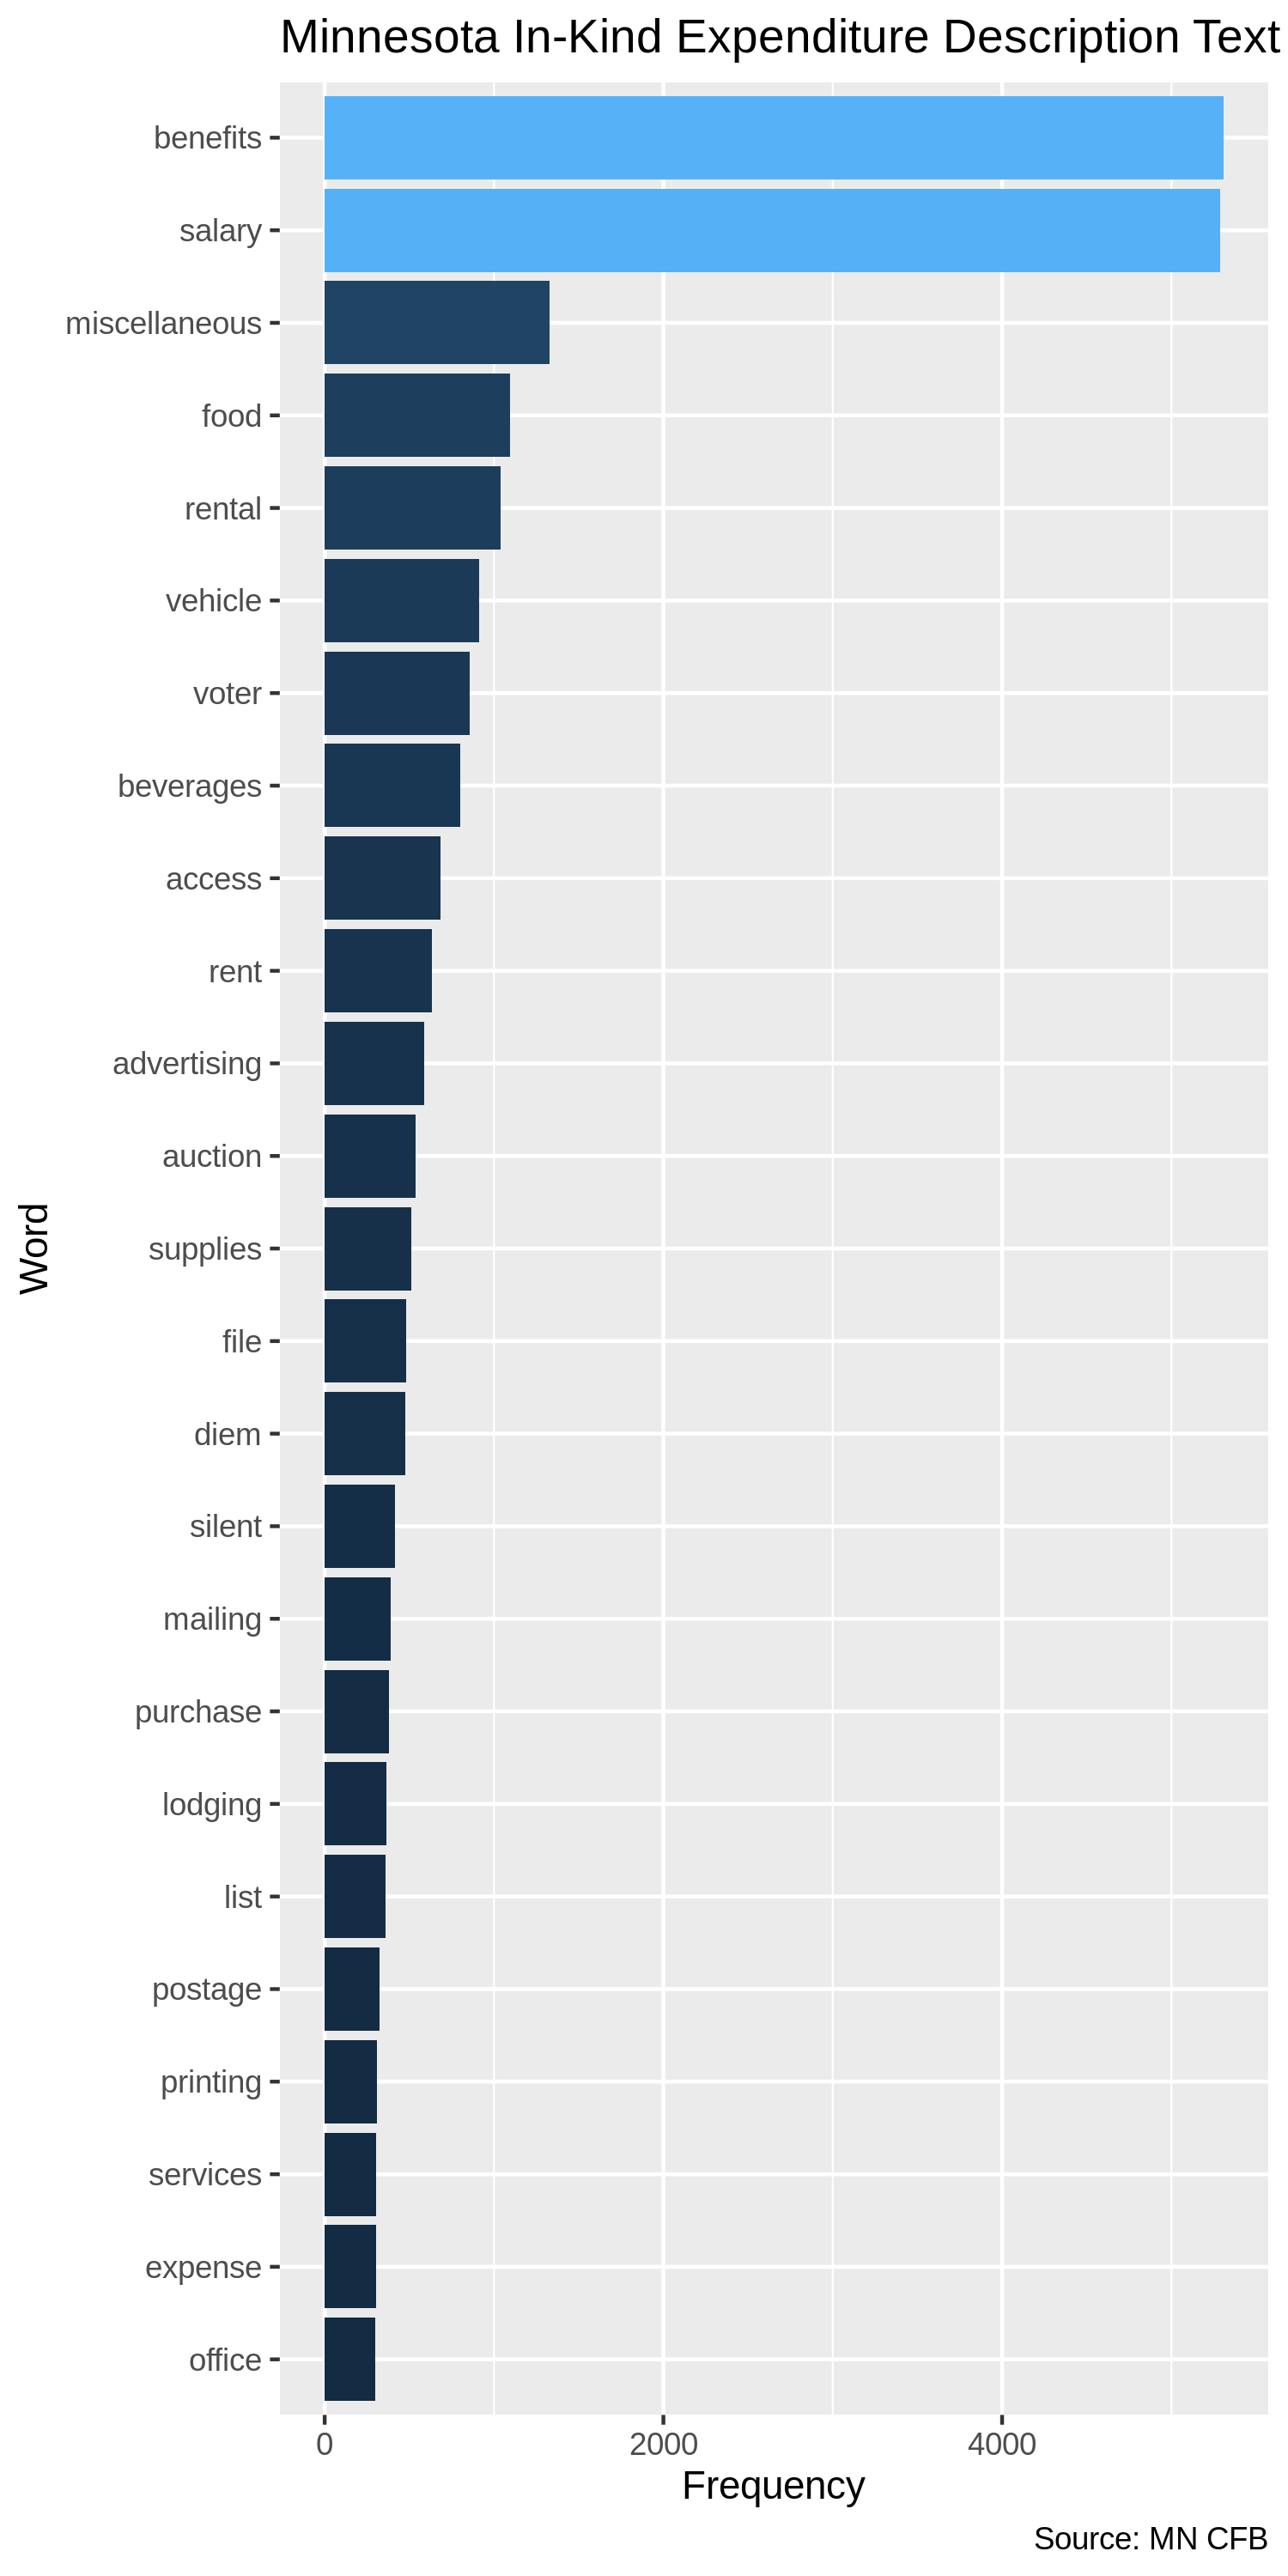 Minnesota In-Kind Expenditure Description Text
benefits
salary
miscellaneous
food
rental
vehicle
voter
beverages
access
rent
advertising
auction
supplies
file
diem
silent
mailing
purchase
lodging
list
postage
printing
services
expense
office
Word
0 2000 4000
Frequency
Source: MN CFB